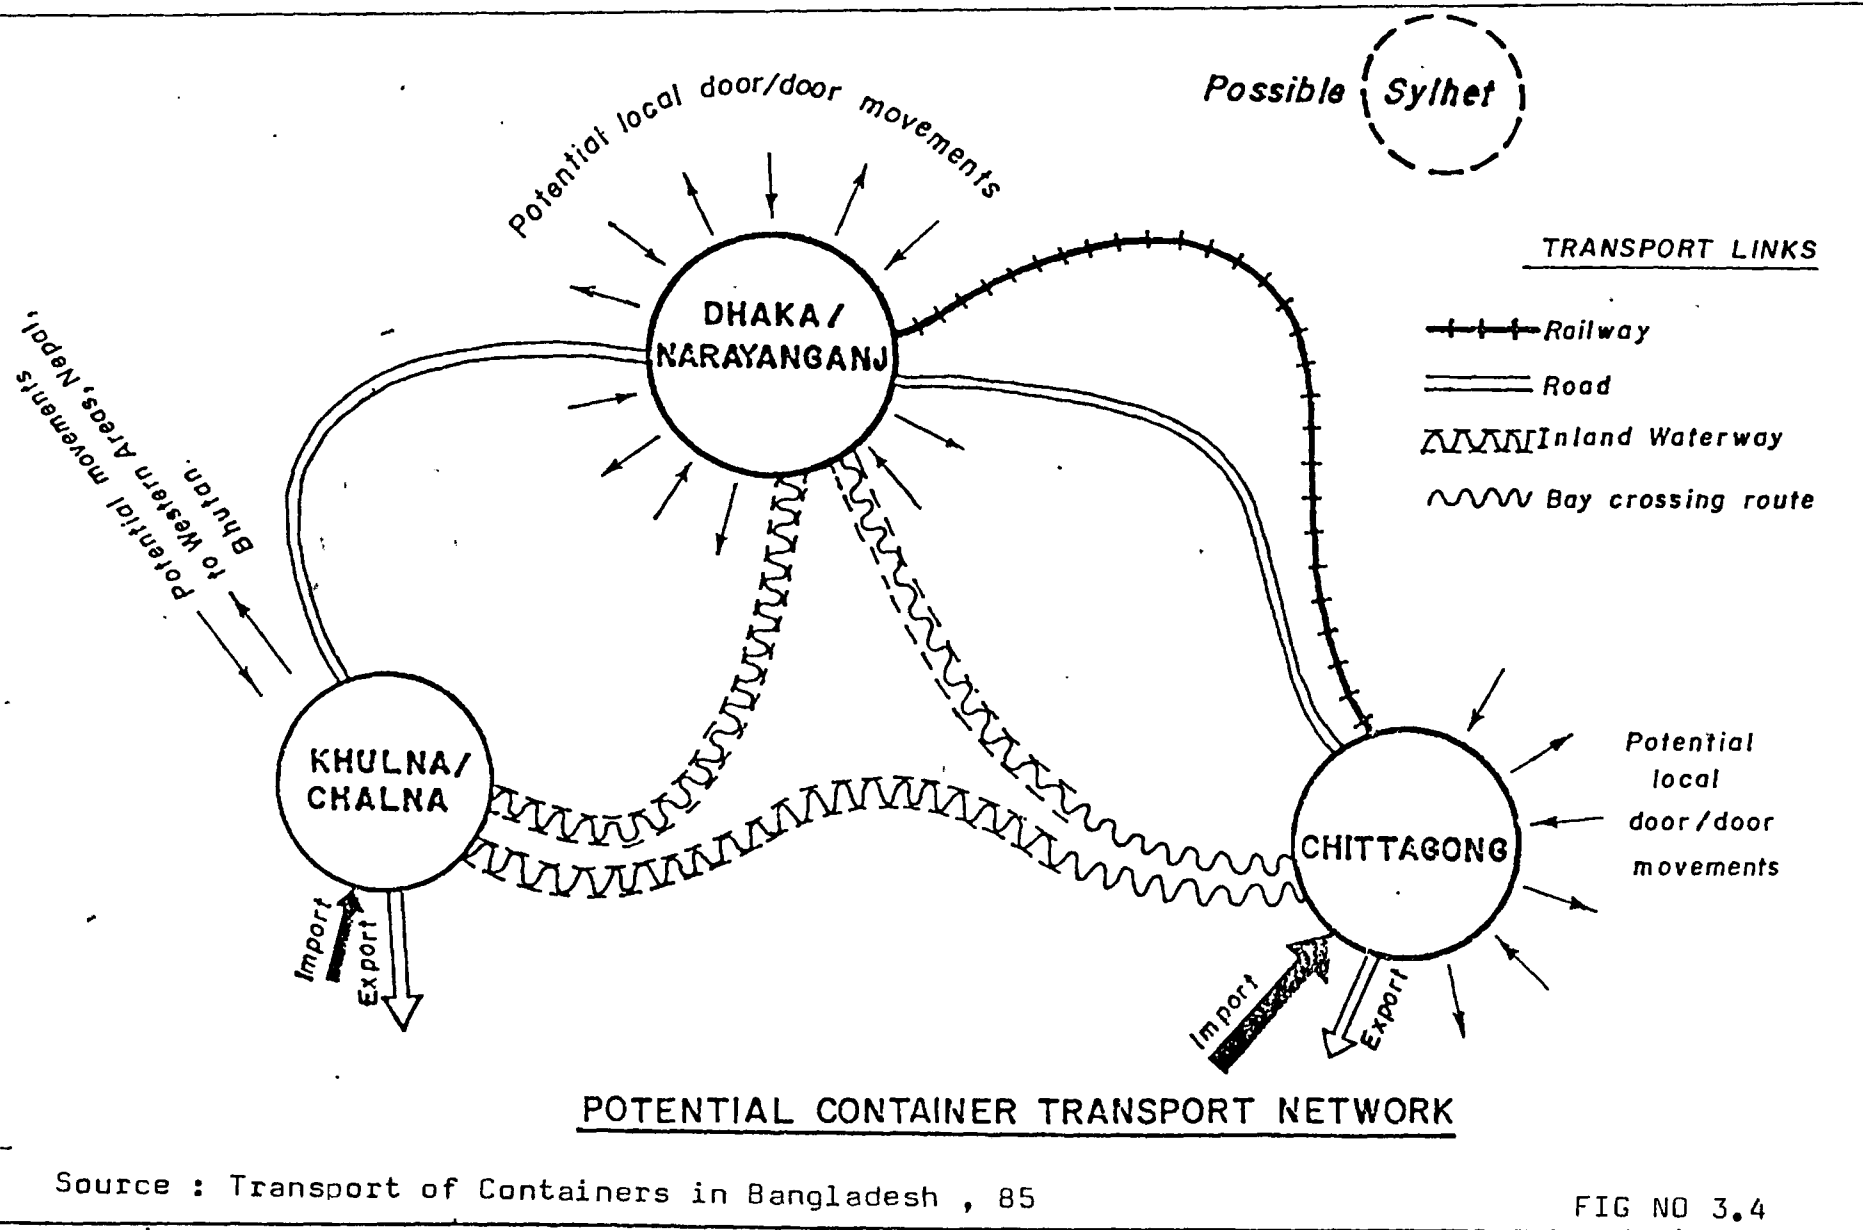 Possible Sylhet
Potential local door/door movements
TRANSPORT LINKS
Railway
Road
Inland Waterway
Bay crossing route
DHAKA/
NARAYANGANJ
Potential movements
to Western Areas, Nepal,
Bhutan.
KHULNA/
CHALNA
CHITTAGONG
Potential
local
door/door
movements
Import
Export
Import
Export
POTENTIAL CONTAINER TRANSPORT NETWORK
Source : Transport of Containers in Bangladesh , 85
FIG NO 3.4